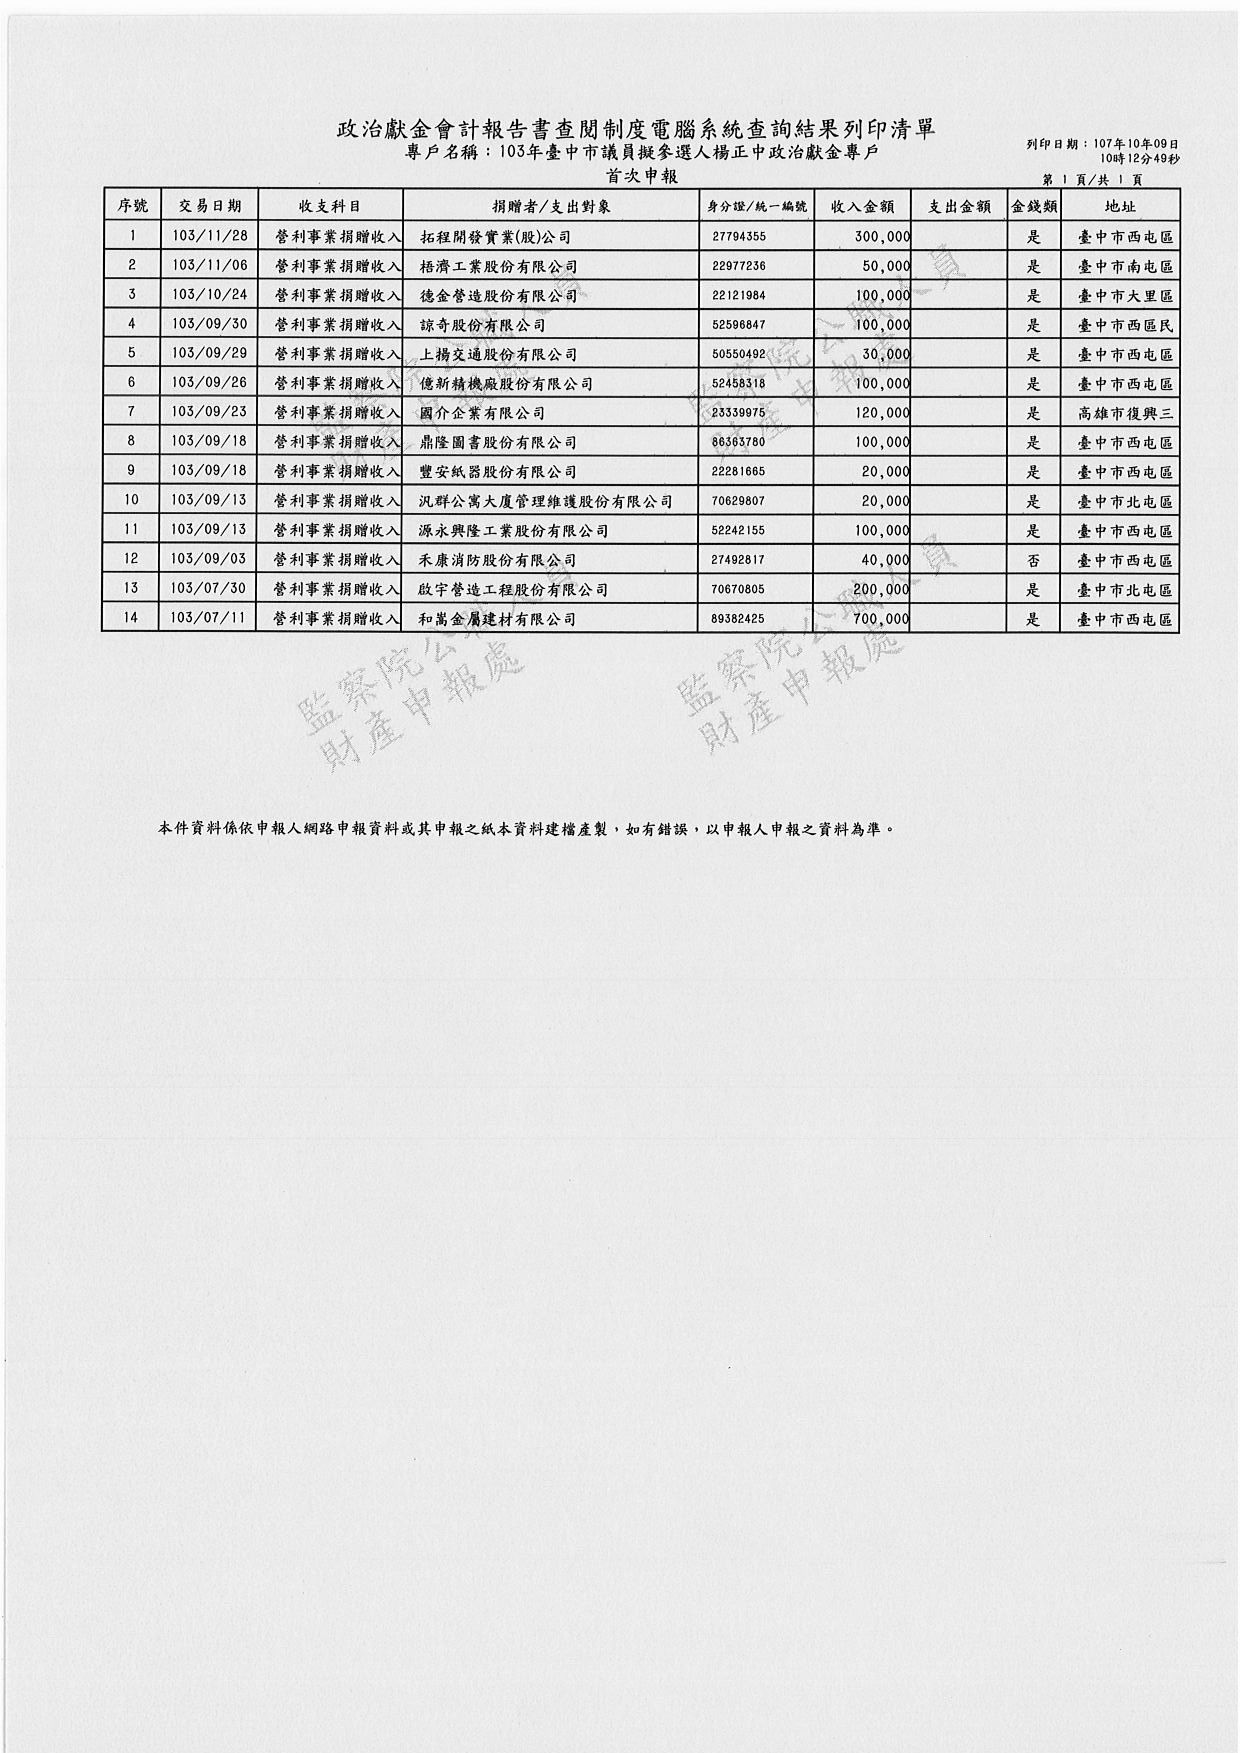 政治獻金會計報告書查閱制度電腦系統查詢結果列印清單
專戶名稱：103年臺中市議員擬參選人楊正中政治獻金專戶
列印日期：107年10年09日
10時12分49秒
首次申報
第 1 頁/共 1 頁
序號 交易日期 收支科目 捐贈者/支出對象 身分證/統一編號 收入金額 支出金額 金錢類 地址
1 103/11/28 營利事業捐贈收入 拓程開發實業(股)公司 27794355 300,000 是 臺中市西屯區
2 103/11/06 營利事業捐贈收入 梧濟工業股份有限公司 22977236 50,000 是 臺中市南屯區
3 103/10/24 營利事業捐贈收入 德金營造股份有限公司 22121984 100,000 是 臺中市大里區
4 103/09/30 營利事業捐贈收入 諒奇股份有限公司 52596847 100,000 是 臺中市西區民
5 103/09/29 營利事業捐贈收入 上揚交通股份有限公司 50550492 30,000 是 臺中市西屯區
6 103/09/26 營利事業捐贈收入 億新精機廠股份有限公司 52458318 100,000 是 臺中市西屯區
7 103/09/23 營利事業捐贈收入 國介企業有限公司 23339975 120,000 是 高雄市復興三
8 103/09/18 營利事業捐贈收入 鼎隆圖書股份有限公司 86363780 100,000 是 臺中市西屯區
9 103/09/18 營利事業捐贈收入 豐安紙器股份有限公司 22281665 20,000 是 臺中市西屯區
10 103/09/13 營利事業捐贈收入 汎群公寓大廈管理維護股份有限公司 70629807 20,000 是 臺中市北屯區
11 103/09/13 營利事業捐贈收入 源永興隆工業股份有限公司 52242155 100,000 是 臺中市西屯區
12 103/09/03 營利事業捐贈收入 禾康消防股份有限公司 27492817 40,000 否 臺中市西屯區
13 103/07/30 營利事業捐贈收入 啟宇營造工程股份有限公司 70670805 200,000 是 臺中市北屯區
14 103/07/11 營利事業捐贈收入 和嵩金屬建材有限公司 89382425 700,000 是 臺中市西屯區
監察院公職人員
財產申報處
監察院公職人員
財產申報處
監察院公職人員
財產申報處
監察院公職人員
財產申報處
本件資料係依申報人網路申報資料或其申報之紙本資料建檔產製，如有錯誤，以申報人申報之資料為準。